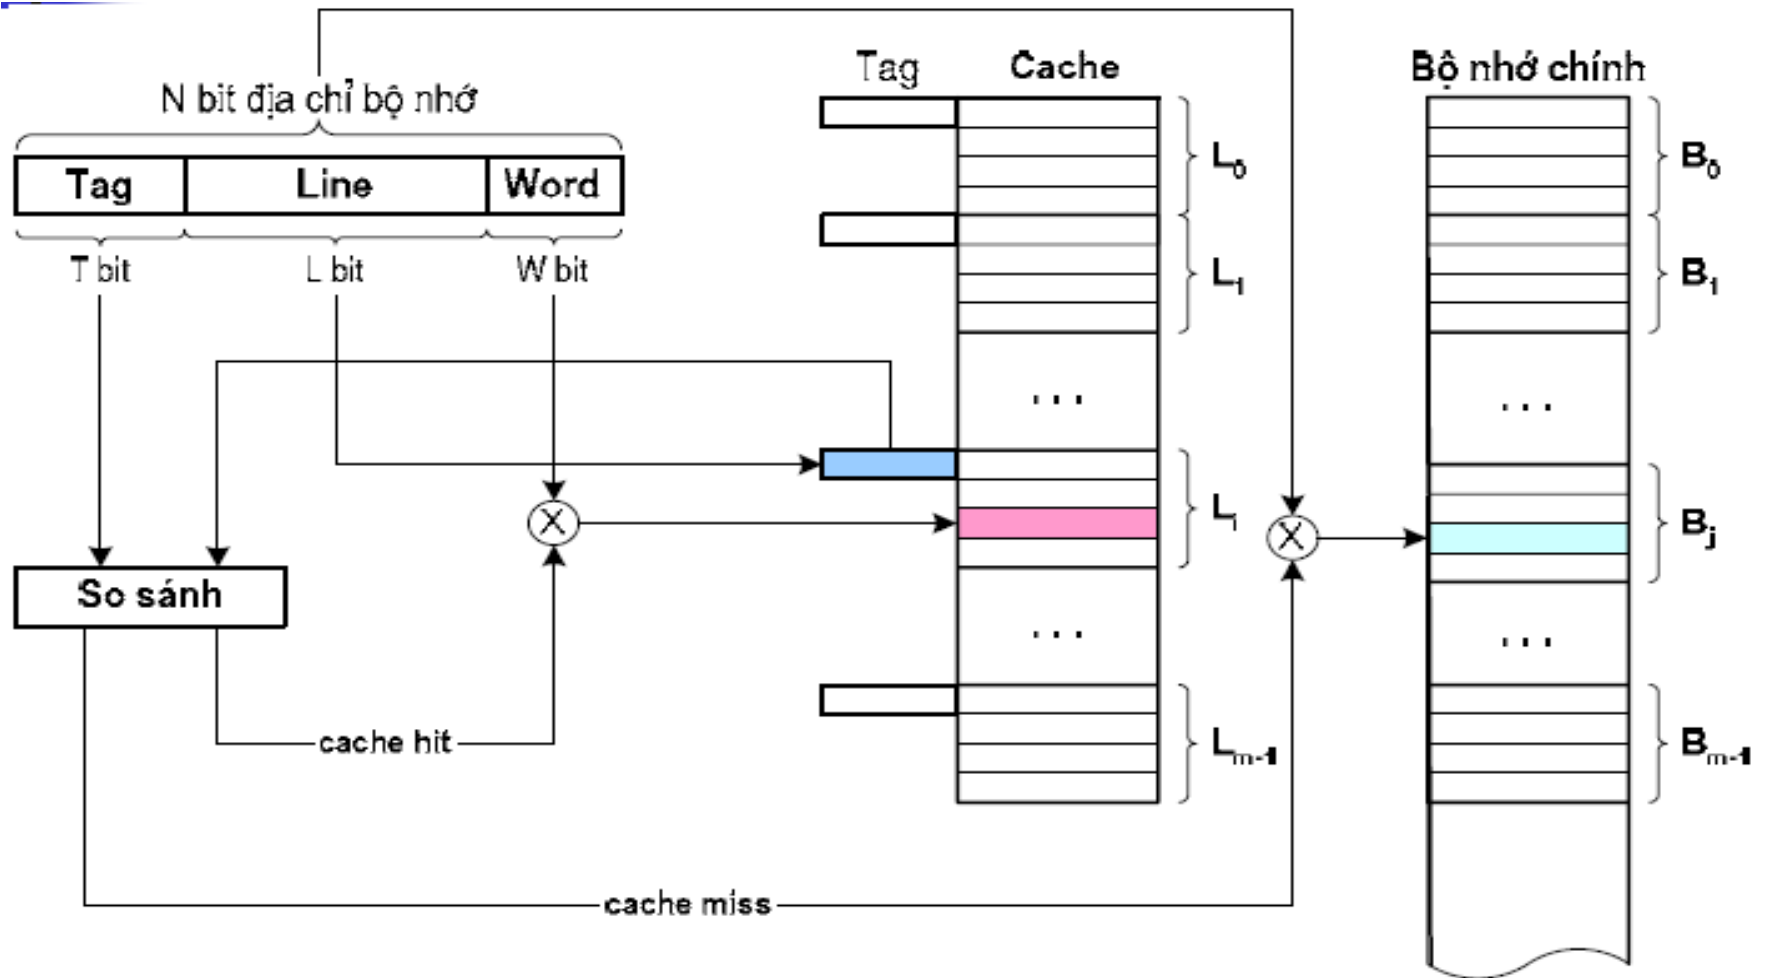 Tag Cache Bộ nhớ chính
N bit địa chỉ bộ nhớ
Tag Line Word
T bit L bit W bit
L0
B0
L1
B1
...
...
Li
Bj
So sánh
...
...
cache hit
Lm-1
Bm-1
cache miss